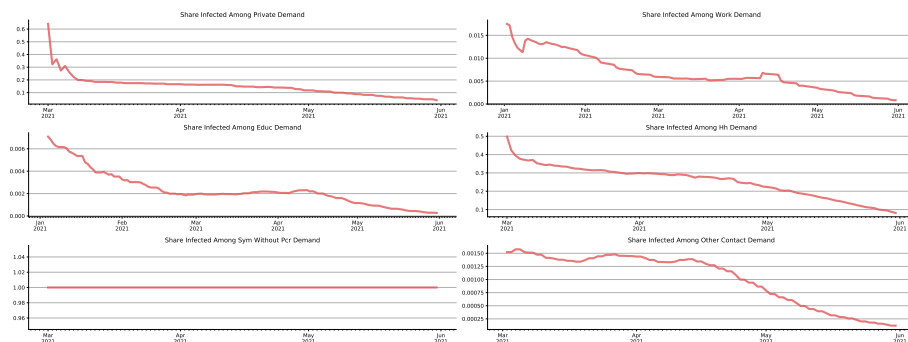 Share Infected Among Private Demand
0.6
0.5
0.4
0.3
0.2
0.1
Mar
2021
Apr
2021
May
2021
Jun
2021
Share Infected Among Work Demand
0.015
0.010
0.005
0.000
Jan
2021
Feb
2021
Mar
2021
Apr
2021
May
2021
Jun
2021
Share Infected Among Educ Demand
0.006
0.004
0.002
0.000
Jan
2021
Feb
2021
Mar
2021
Apr
2021
May
2021
Jun
2021
Share Infected Among Hh Demand
0.5
0.4
0.3
0.2
0.1
Mar
2021
Apr
2021
May
2021
Jun
2021
Share Infected Among Sym Without Pcr Demand
1.04
1.02
1.00
0.98
0.96
Mar
2021
Apr
2021
May
2021
Jun
2021
Share Infected Among Other Contact Demand
0.00150
0.00125
0.00100
0.00075
0.00050
0.00025
Mar
2021
Apr
2021
May
2021
Jun
2021